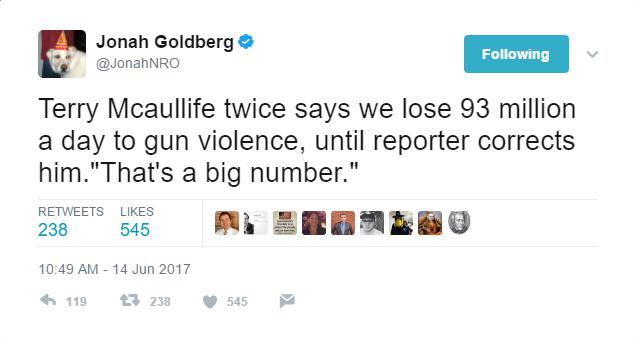 Jonah Goldberg
@JonahNRO
Following
Terry Mcaullife twice says we lose 93 million
a day to gun violence, until reporter corrects
him."That's a big number."
RETWEETS LIKES
238 545
10:49 AM - 14 Jun 2017
119 238 545